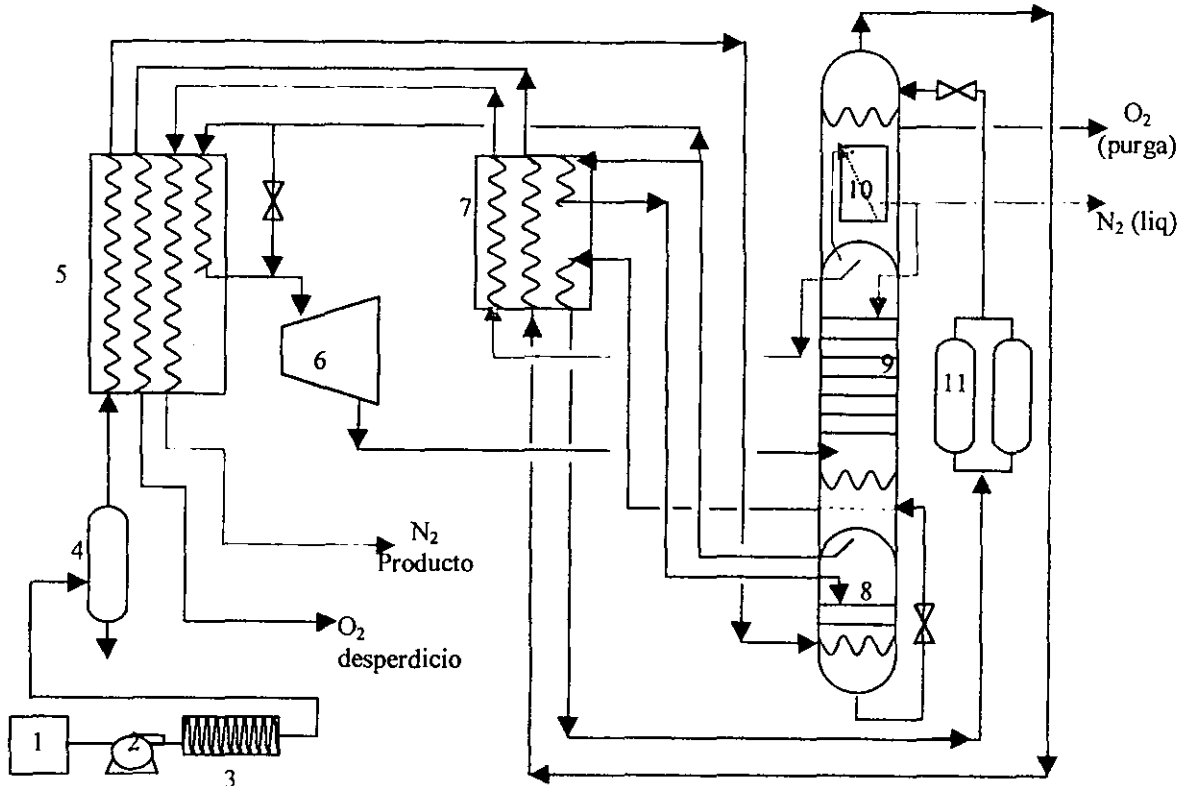 O₂
(purga)
10
N₂ (liq)
7
5
6
9
11
N₂
Producto
4
8
O₂
desperdicio
1
2
3